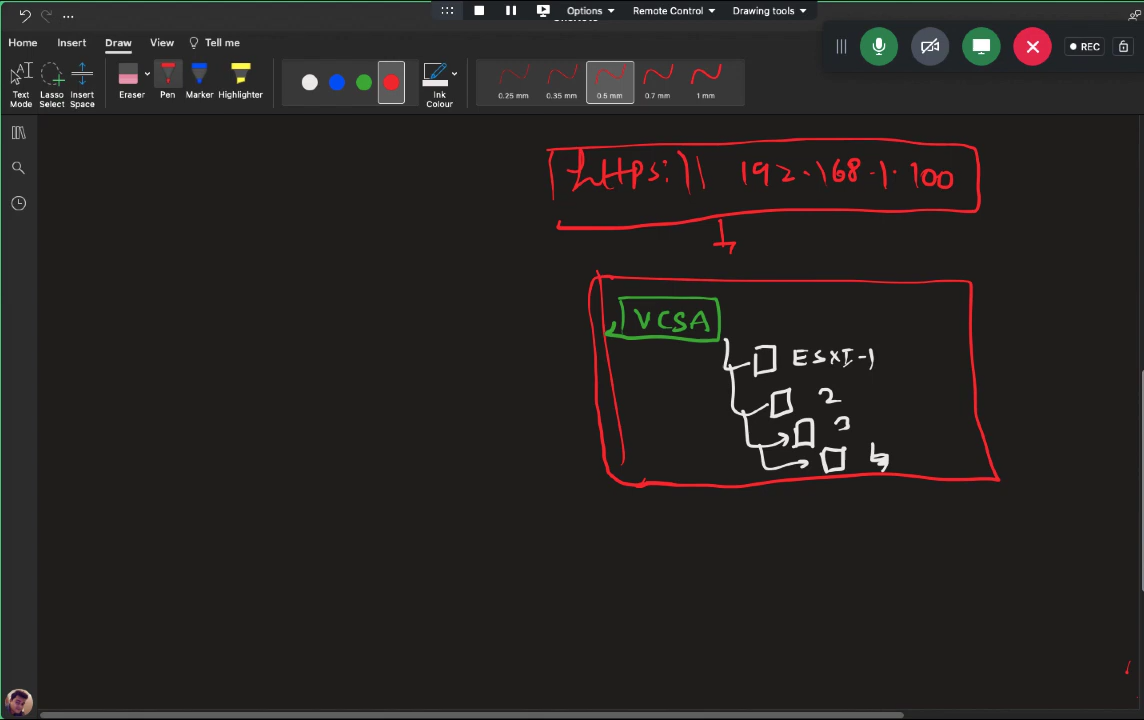 Options Remote Control Drawing tools
Home Insert Draw View Tell me
REC
Text Mode
Lasso Select
Insert Space
Eraser
Pen
Marker
Highlighter
Ink Colour
0.25 mm
0.35 mm
0.5 mm
0.7 mm
1 mm
https:\\ 192.168.1.100
VCSA
ESXI-1
2
3
4